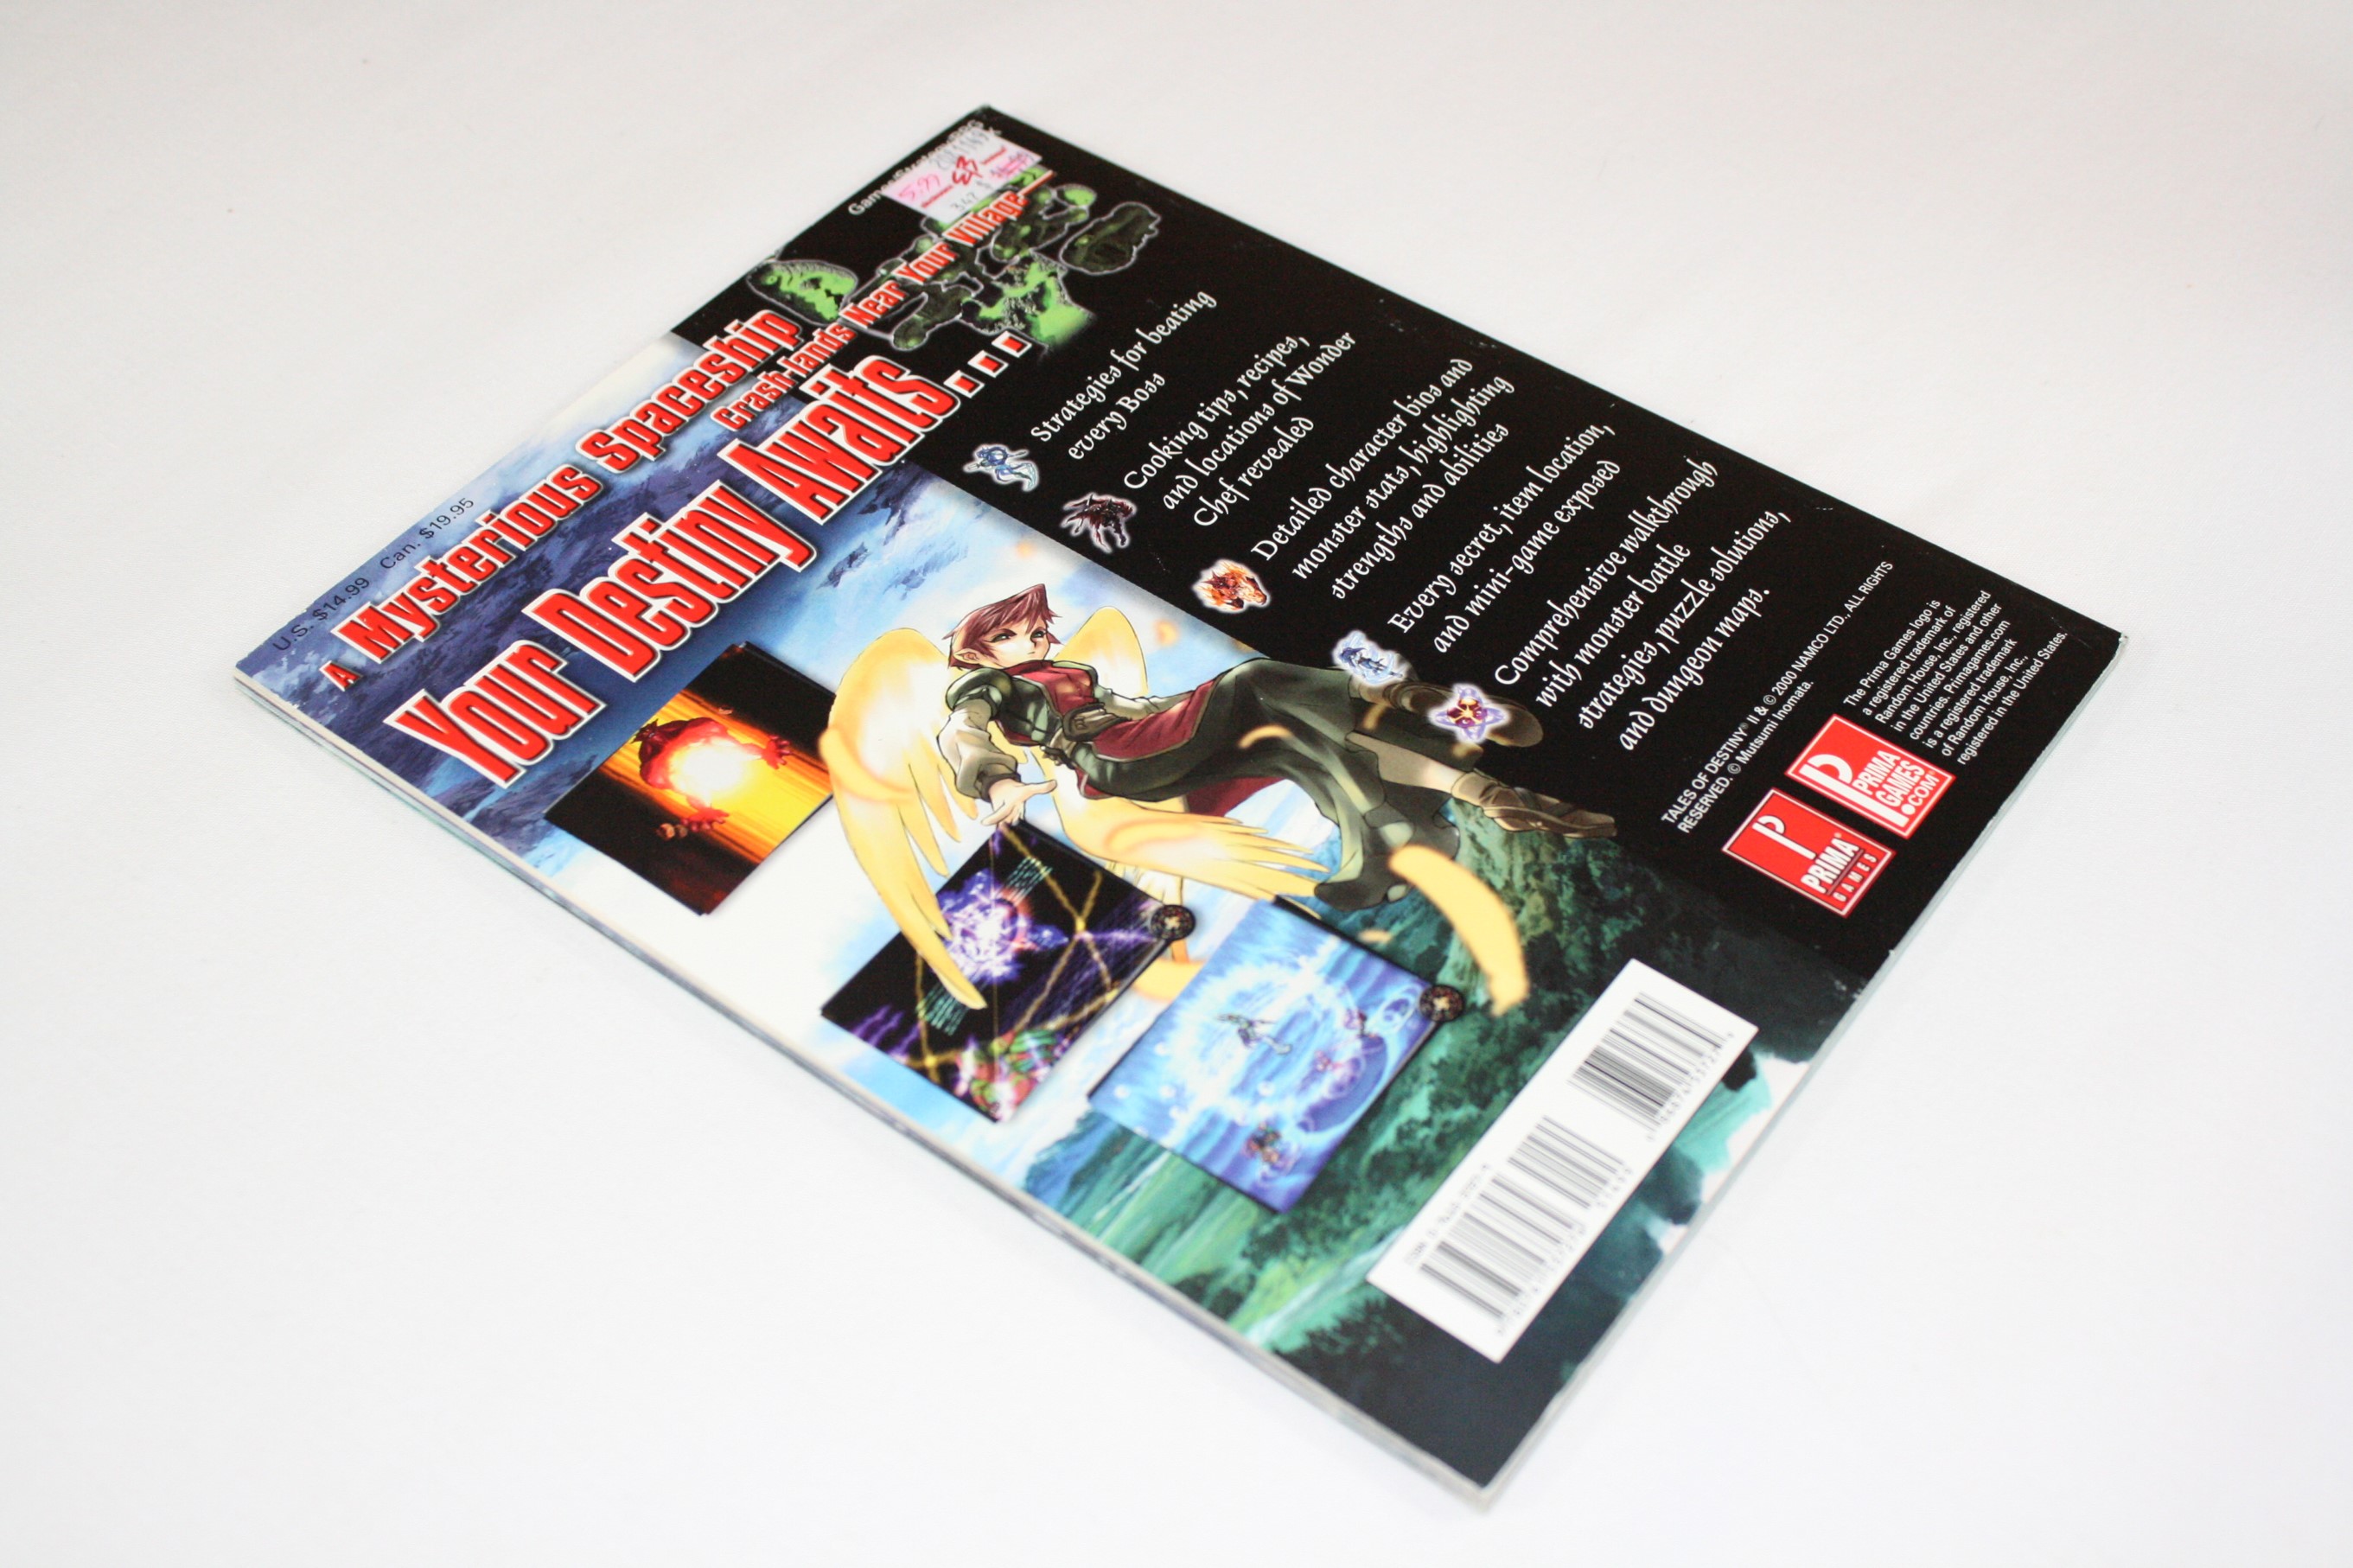 U.S. $14.99 Can. $19.95
A Mysterious Spaceship
Crash-lands Near Your Village—
Your Destiny Awaits...
5.99
Strategies for beating
every Boss
Cooking tips, recipes,
and locations of Wonder
Chef revealed
Detailed character bios and
monster stats, highlighting
strengths and abilities
Every secret, item location,
and mini-game exposed
Comprehensive walkthrough
with monster battle
strategies, puzzle solutions,
and dungeon maps.
TALES OF DESTINY® II & © 2000 NAMCO LTD., ALL RIGHTS
RESERVED. © Mutsumi Inomata.
P
PRIMA®
GAMES
P
PRIMA
GAMES
.COM™
The Prima Games logo is
a registered trademark of
Random House, Inc., registered
in the United States and other
countries. Primagames.com
is a registered trademark
of Random House, Inc.,
registered in the United States.